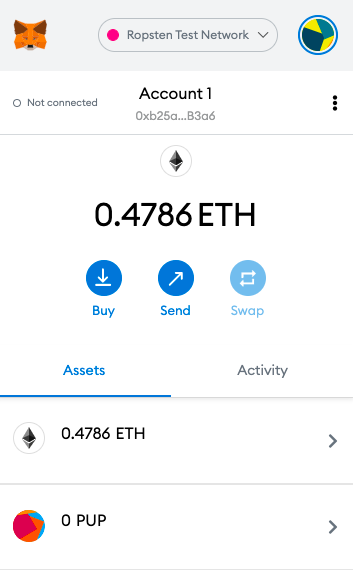 Ropsten Test Network
Not connected
Account 1
0xb25a...B3a6
0.4786 ETH
Buy
Send
Swap
Assets
Activity
0.4786 ETH
0 PUP